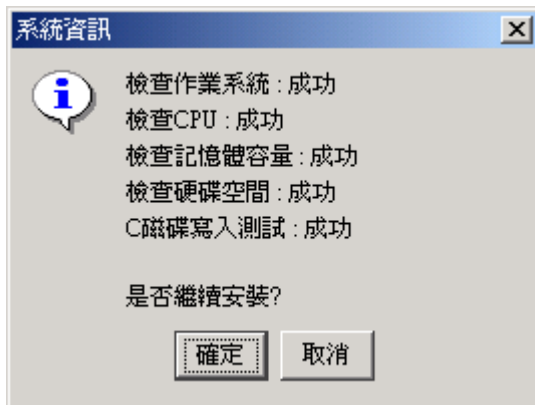 系統資訊
檢查作業系統 : 成功
檢查CPU : 成功
檢查記憶體容量 : 成功
檢查硬碟空間 : 成功
C磁碟寫入測試 : 成功
是否繼續安裝?
確定 取消